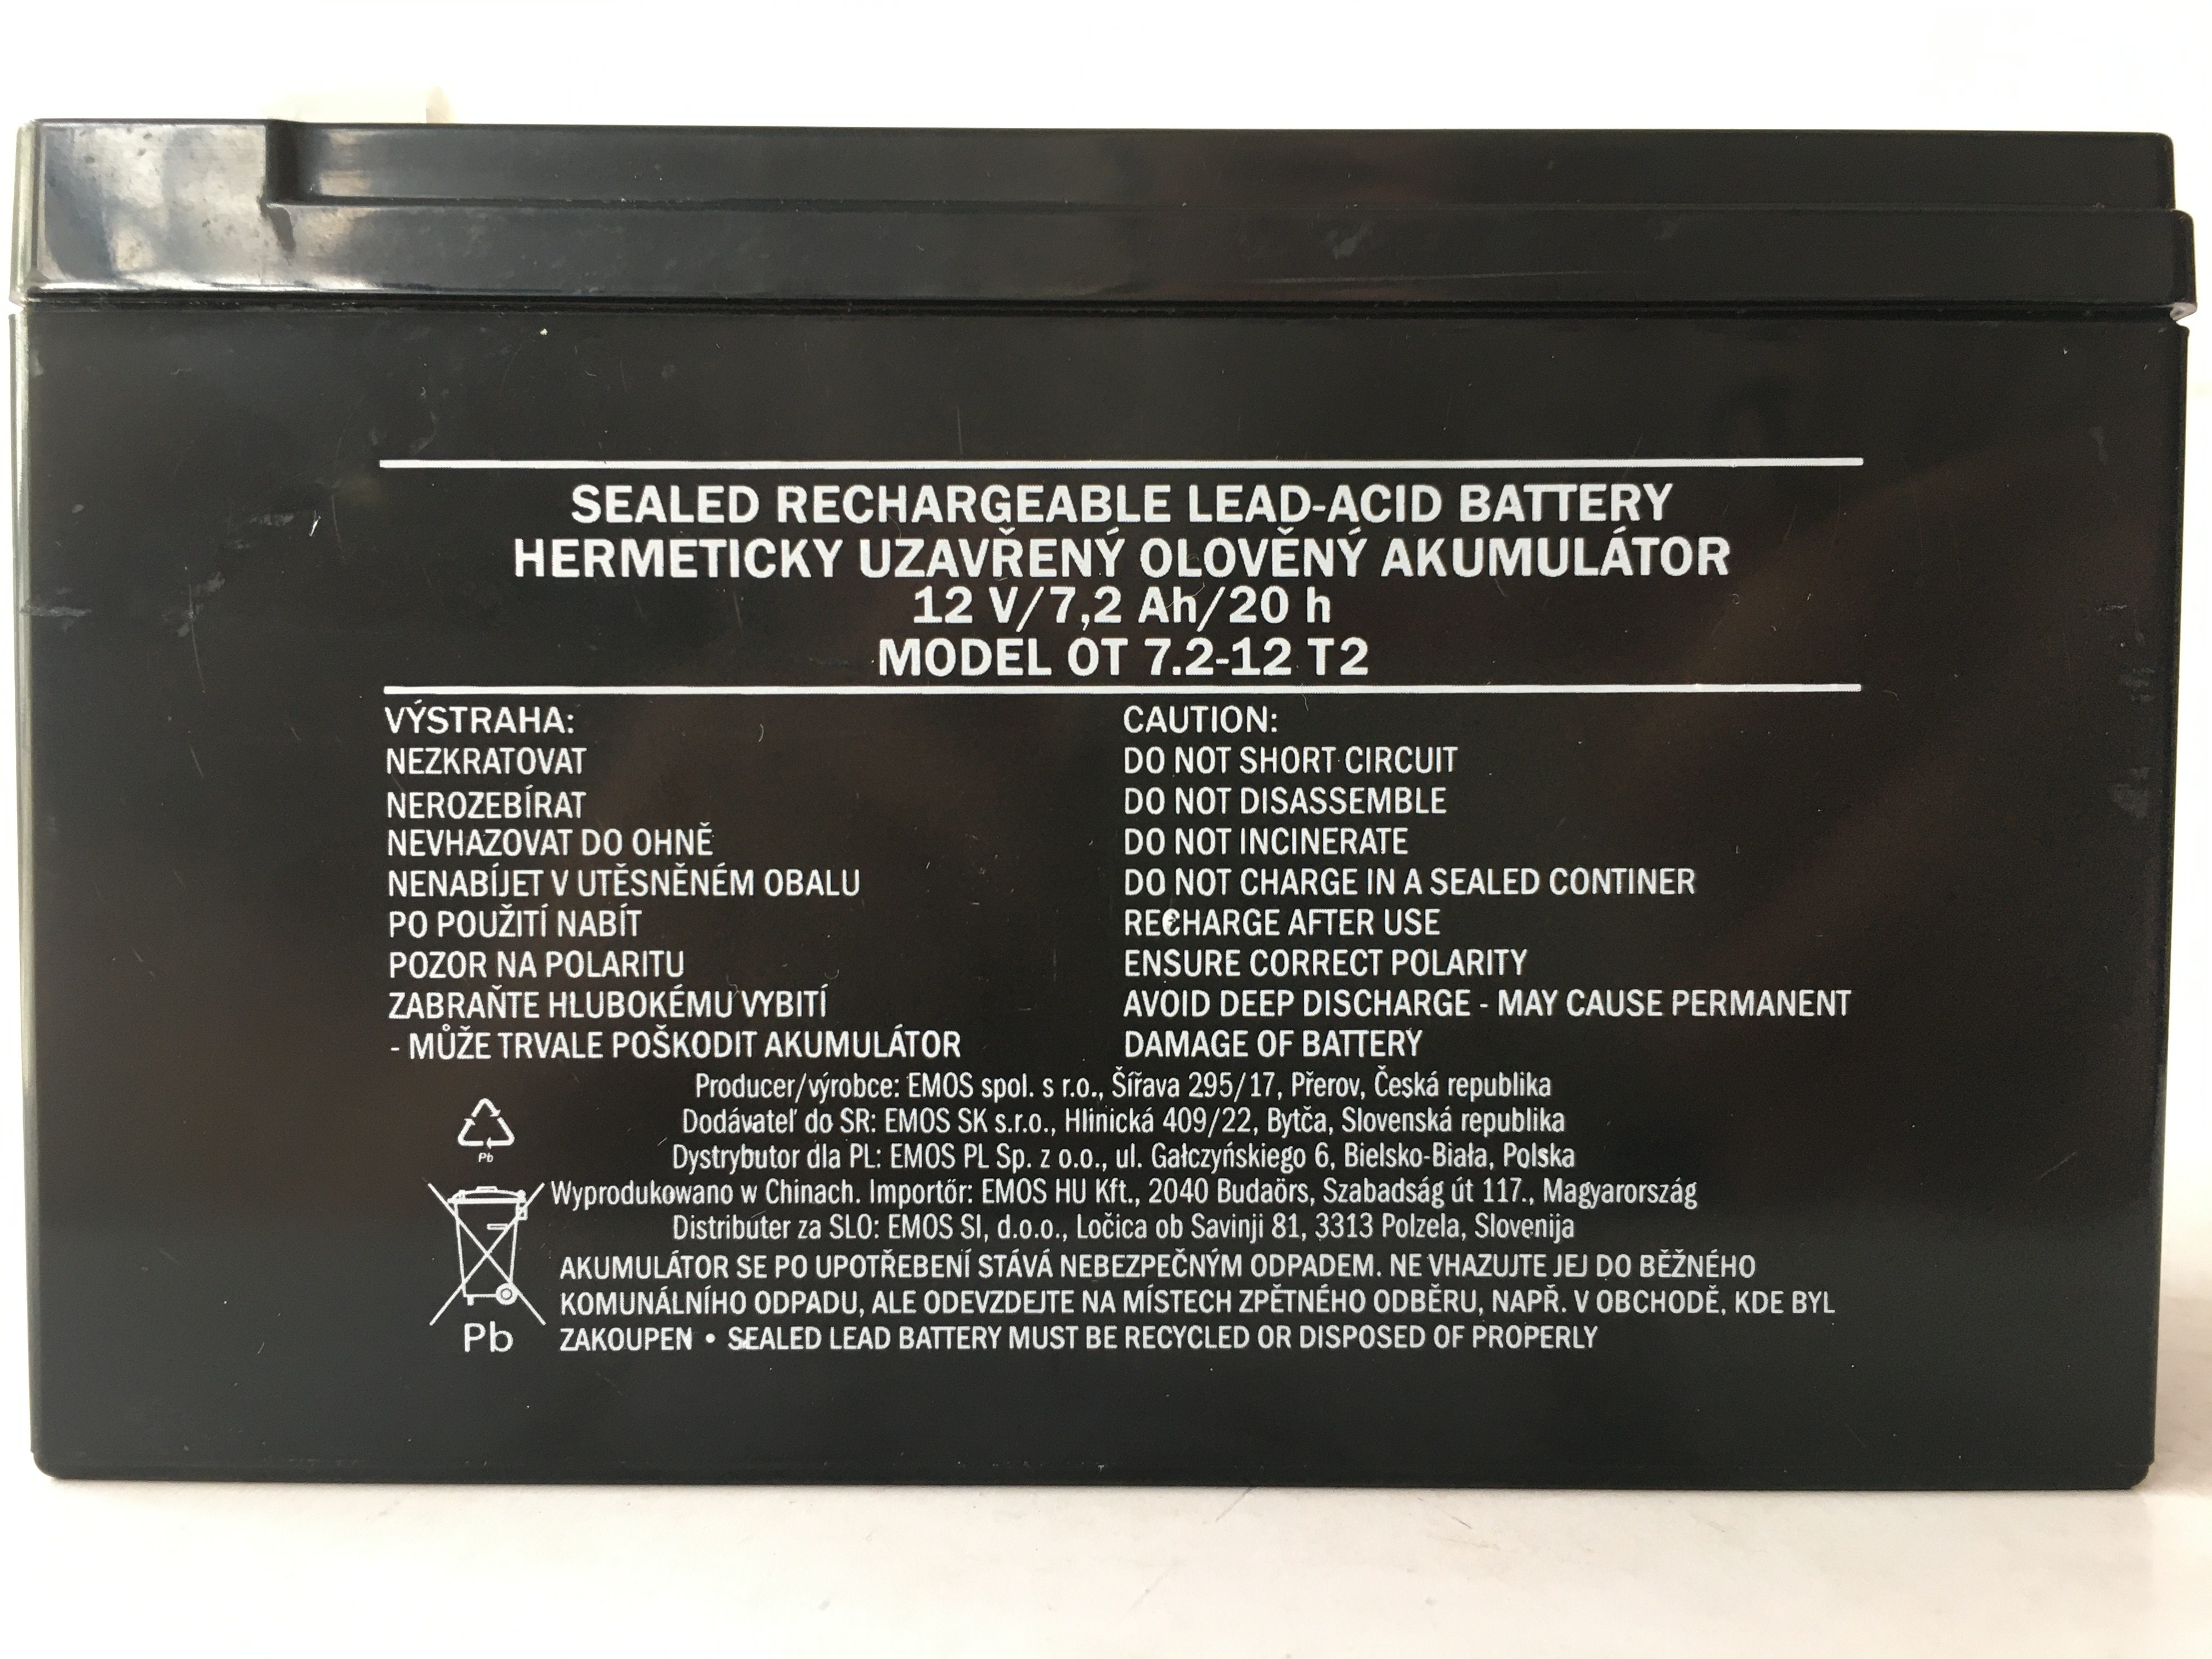 SEALED RECHARGEABLE LEAD-ACID BATTERY
HERMETICKY UZAVŘENÝ OLOVĚNÝ AKUMULÁTOR
12 V/7,2 Ah/20 h
MODEL OT 7.2-12 T2
VÝSTRAHA:
NEZKRATOVAT
NEROZEBÍRAT
NEVHAZOVAT DO OHNĚ
NENABÍJET V UTĚSNĚNÉM OBALU
PO POUŽITÍ NABÍT
POZOR NA POLARITU
ZABRAŇTE HLUBOKÉMU VYBITÍ
- MŮŽE TRVALE POŠKODIT AKUMULÁTOR
CAUTION:
DO NOT SHORT CIRCUIT
DO NOT DISASSEMBLE
DO NOT INCINERATE
DO NOT CHARGE IN A SEALED CONTINER
RECHARGE AFTER USE
ENSURE CORRECT POLARITY
AVOID DEEP DISCHARGE - MAY CAUSE PERMANENT
DAMAGE OF BATTERY
Producer/výrobce: EMOS spol. s r.o., Šířava 295/17, Přerov, Česká republika
Dodávateľ do SR: EMOS SK s.r.o., Hlinická 409/22, Bytča, Slovenská republika
Dystrybutor dla PL: EMOS PL Sp. z o.o., ul. Gałczyńskiego 6, Bielsko-Biała, Polska
Wyprodukowano w Chinach. Importőr: EMOS HU Kft., 2040 Budaörs, Szabadság út 117., Magyarország
Distributer za SLO: EMOS SI, d.o.o., Ločica ob Savinji 81, 3313 Polzela, Slovenija
Pb
Pb
AKUMULÁTOR SE PO UPOTŘEBENÍ STÁVÁ NEBEZPEČNÝM ODPADEM. NE VHAZUJTE JEJ DO BĚŽNÉHO
KOMUNÁLNÍHO ODPADU, ALE ODEVZDEJTE NA MÍSTECH ZPĚTNÉHO ODBĚRU, NAPŘ. V OBCHODĚ, KDE BYL
ZAKOUPEN • SEALED LEAD BATTERY MUST BE RECYCLED OR DISPOSED OF PROPERLY